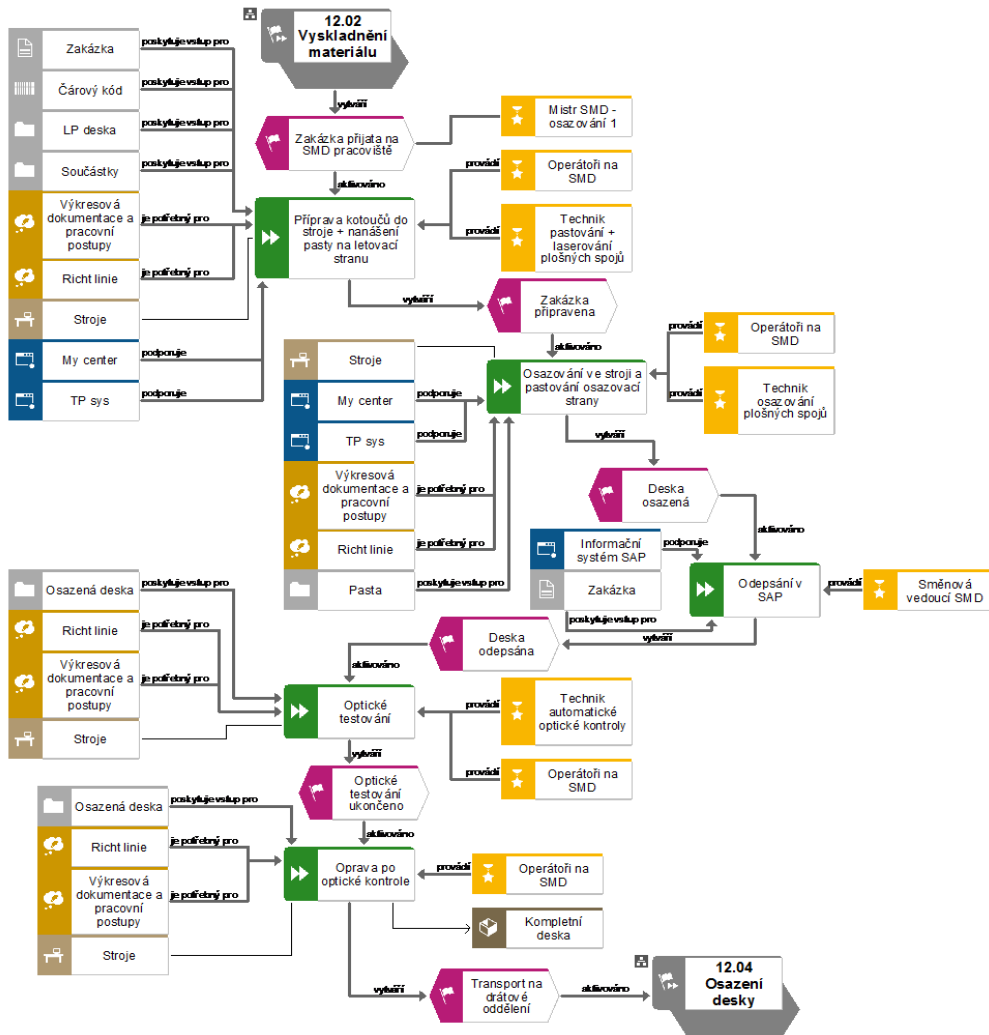 12.02
Vyskladnění
materiálu
Zakázka
poskytuje vstup pro
Čárový kód
poskytuje vstup pro
LP deska
poskytuje vstup pro
Součástky
poskytuje vstup pro
Výkresová
dokumentace a
pracovní
postupy
je potřebný pro
Richt linie
je potřebný pro
Stroje
My center
podporuje
TP sys
podporuje
vytváří
Zakázka přijata na
SMD pracoviště
Mistr SMD -
osazování 1
aktivováno
Příprava kotoučů do
stroje + nanášení
pasty na letovací
stranu
provádí
Operátoři na
SMD
provádí
Technik
pastování +
laserování
plošných spojů
vytváří
Zakázka
připravena
aktivováno
Stroje
My center
podporuje
TP sys
podporuje
Výkresová
dokumentace a
pracovní
postupy
je potřebný pro
Richt linie
je potřebný pro
Pasta
poskytuje vstup pro
Osazování ve stroji a
pastování osazovací
strany
provádí
Operátoři na
SMD
provádí
Technik
osazování
plošných spojů
vytváří
Deska
osazená
aktivováno
Informační
systém SAP
podporuje
Zakázka
poskytuje vstup pro
Odepsání v
SAP
provádí
Směnová
vedoucí SMD
vytváří
Deska
odepsána
aktivováno
Osazená deska
poskytuje vstup pro
Richt linie
je potřebný pro
Výkresová
dokumentace a
pracovní
postupy
je potřebný pro
Stroje
Optické
testování
provádí
Technik
automatické
optické kontroly
provádí
Operátoři na
SMD
vytváří
Optické
testování
ukončeno
aktivováno
Osazená deska
poskytuje vstup pro
Richt linie
je potřebný pro
Výkresová
dokumentace a
pracovní
postupy
je potřebný pro
Stroje
Oprava po
optické kontrole
provádí
Operátoři na
SMD
Kompletní
deska
vytváří
Transport na
drátové
oddělení
aktivováno
12.04
Osazení
desky